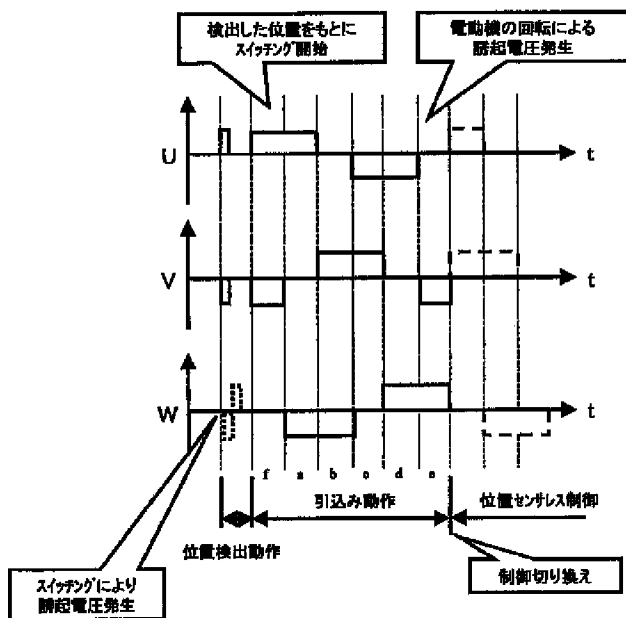 検出した位置をもとに
スイッチング開始
電動機の回転による
誘起電圧発生
U
t
V
t
W
t
f a b c d e
引込み動作
位置センサレス制御
位置検出動作
制御切り換え
スイッチングにより
誘起電圧発生